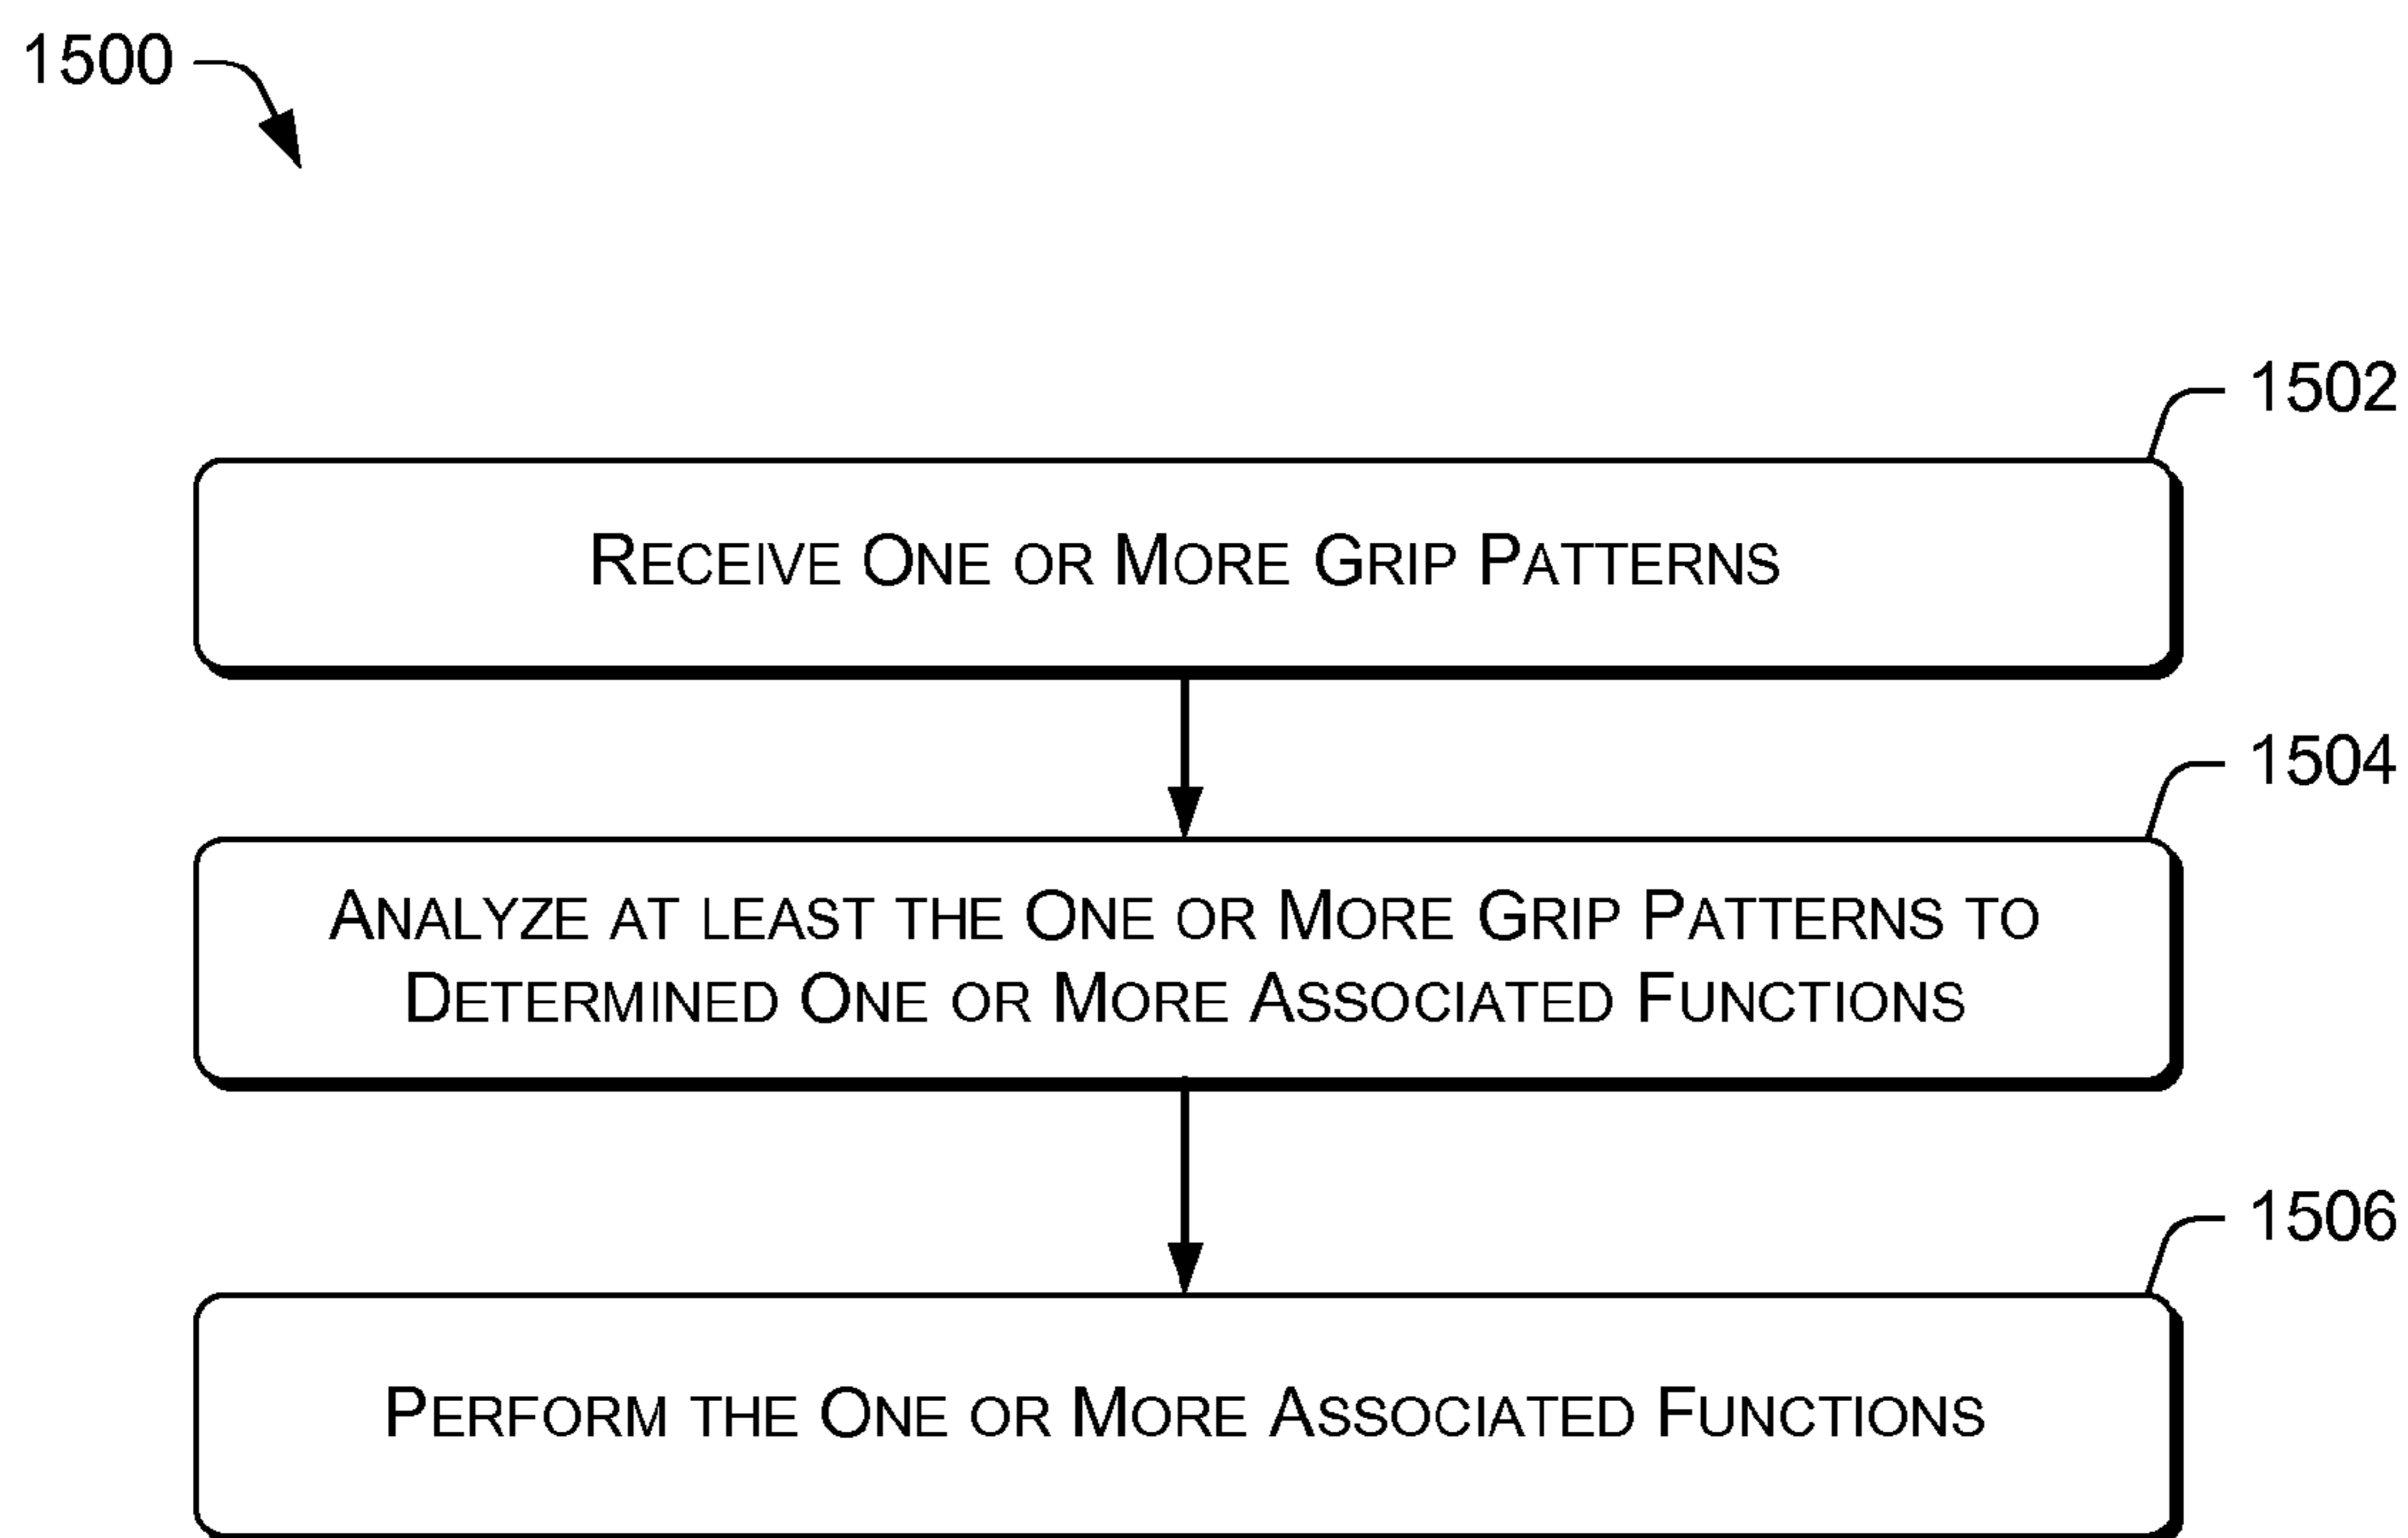 1500
1502
RECEIVE ONE OR MORE GRIP PATTERNS
1504
ANALYZE AT LEAST THE ONE OR MORE GRIP PATTERNS TO
DETERMINED ONE OR MORE ASSOCIATED FUNCTIONS
1506
PERFORM THE ONE OR MORE ASSOCIATED FUNCTIONS